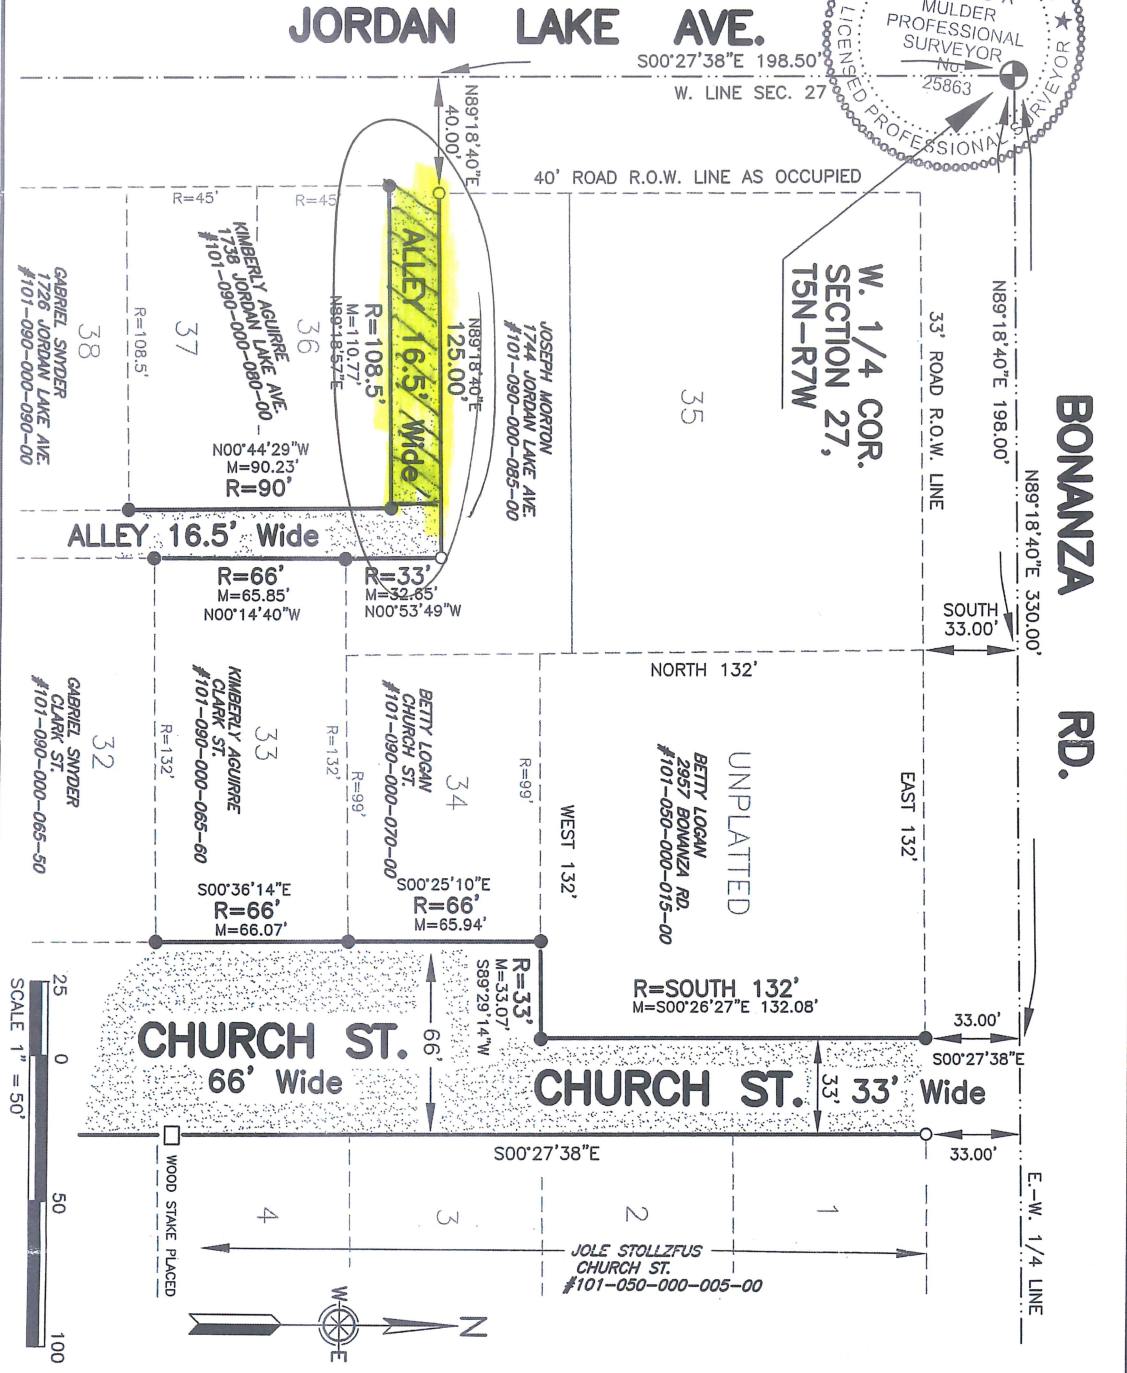 JORDAN LAKE AVE.
S00°27'38"E 198.50'
W. LINE SEC. 27
MULDER
PROFESSIONAL
SURVEYOR
No.
25863
LICENSED PROFESSIONAL SURVEYOR
N89°18'40"E
40.00'
40' ROAD R.O.W. LINE AS OCCUPIED
BONANZA RD.
N89°18'40"E 198.00'
N89°18'40"E 330.00'
33' ROAD R.O.W. LINE
W. 1/4 COR.
SECTION 27,
T5N-R7W
SOUTH
33.00'
35
JOSEPH MORTON
1744 JORDAN LAKE AVE.
#101-090-000-085-00
N89°18'40"E
125.00'
ALLEY 16.5' Wide
R=108.5'
M=110.77'
N89°18'57"E
R=45'
R=45'
36
KIMBERLY AGUIRRE
1738 JORDAN LAKE AVE.
#101-090-000-080-00
37
R=108.5'
38
GABRIEL SNYDER
1726 JORDAN LAKE AVE.
#101-090-000-090-00
N00°44'29"W
M=90.23'
R=90'
ALLEY 16.5' Wide
R=66'
M=65.85'
N00°14'40"W
R=33'
M=32.65'
N00°53'49"W
NORTH 132'
EAST 132'
WEST 132'
UNPLATTED
BETTY LOGAN
2957 BONANZA RD.
#101-050-000-015-00
R=99'
34
BETTY LOGAN
CHURCH ST.
#101-090-000-070-00
R=99'
R=132'
33
KIMBERLY AGUIRRE
CLARK ST.
#101-090-000-065-60
R=132'
32
GABRIEL SNYDER
CLARK ST.
#101-090-000-065-50
S00°36'14"E
R=66'
M=66.07'
S00°25'10"E
R=66'
M=65.94'
R=33'
M=33.07'
S89°29'14"W
R=SOUTH 132'
M=S00°26'27"E 132.08'
33.00'
S00°27'38"E
CHURCH ST.
66' Wide
66'
CHURCH ST. 33' Wide
33'
33.00'
S00°27'38"E
E.-W. 1/4 LINE
WOOD STAKE PLACED
4
3
2
1
JOLE STOLLZFUS
CHURCH ST.
#101-050-000-005-00
N
W
E
25 0 50 100
SCALE 1" = 50'